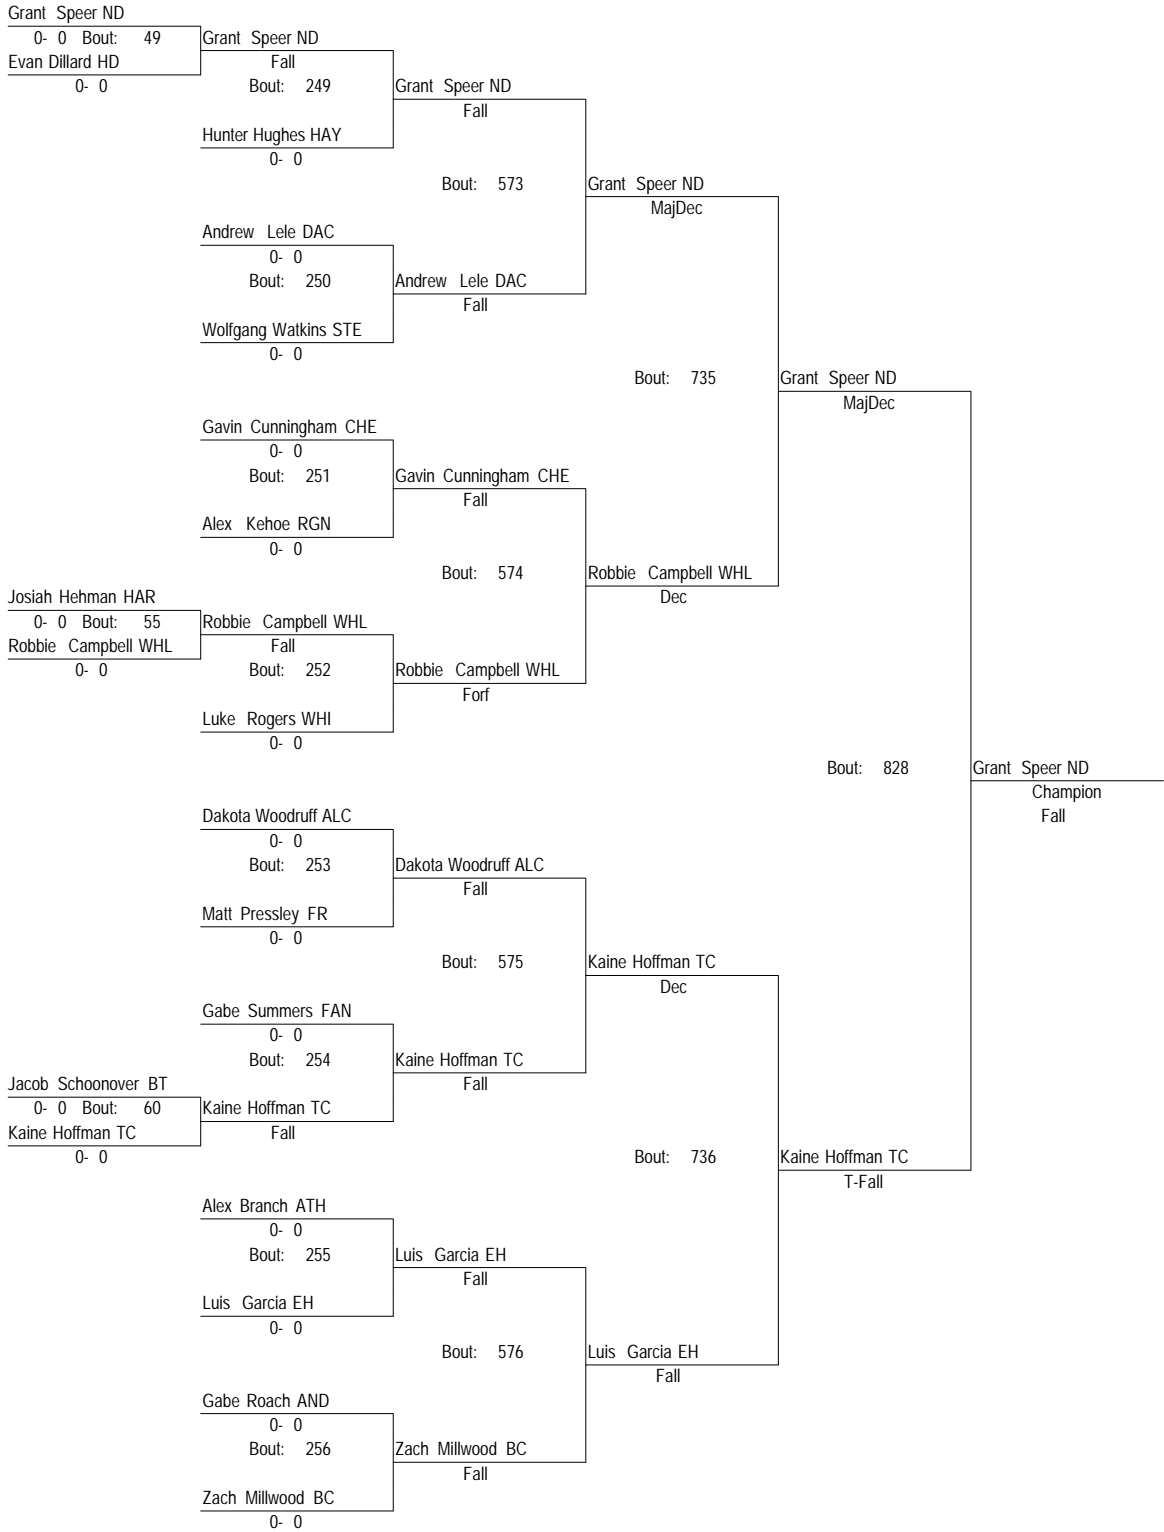 Grant Speer ND
0- 0 Bout: 49
Grant Speer ND
Evan Dillard HD
Fall
0- 0
Bout: 249
Grant Speer ND
Fall
Hunter Hughes HAY
0- 0
Bout: 573
Grant Speer ND
MajDec
Andrew Lele DAC
0- 0
Bout: 250
Andrew Lele DAC
Fall
Wolfgang Watkins STE
0- 0
Bout: 735
Grant Speer ND
MajDec
Gavin Cunningham CHE
0- 0
Bout: 251
Gavin Cunningham CHE
Fall
Alex Kehoe RGN
0- 0
Bout: 574
Robbie Campbell WHL
Dec
Josiah Hehman HAR
0- 0 Bout: 55
Robbie Campbell WHL
Robbie Campbell WHL
Fall
0- 0
Bout: 252
Robbie Campbell WHL
Forf
Luke Rogers WHI
0- 0
Bout: 828
Grant Speer ND
Champion
Fall
Dakota Woodruff ALC
0- 0
Bout: 253
Dakota Woodruff ALC
Fall
Matt Pressley FR
0- 0
Bout: 575
Kaine Hoffman TC
Dec
Gabe Summers FAN
0- 0
Bout: 254
Kaine Hoffman TC
Fall
Jacob Schoonover BT
0- 0 Bout: 60
Kaine Hoffman TC
Kaine Hoffman TC
Fall
0- 0
Bout: 736
Kaine Hoffman TC
T-Fall
Alex Branch ATH
0- 0
Bout: 255
Luis Garcia EH
Fall
Luis Garcia EH
0- 0
Bout: 576
Luis Garcia EH
Fall
Gabe Roach AND
0- 0
Bout: 256
Zach Millwood BC
Fall
Zach Millwood BC
0- 0